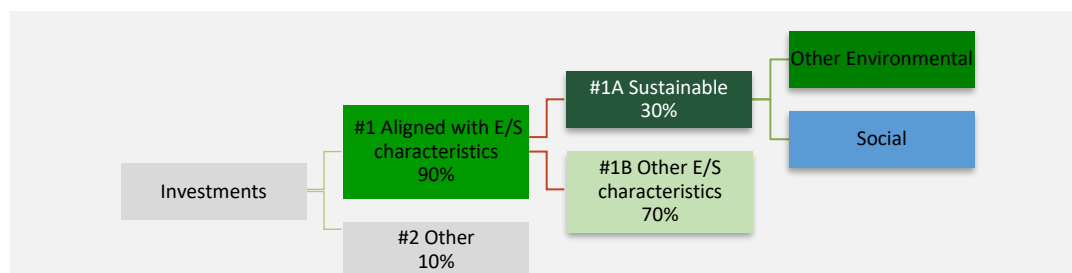 Investments
#1 Aligned with E/S
characteristics
90%
#2 Other
10%
#1A Sustainable
30%
#1B Other E/S
characteristics
70%
Other Environmental
Social